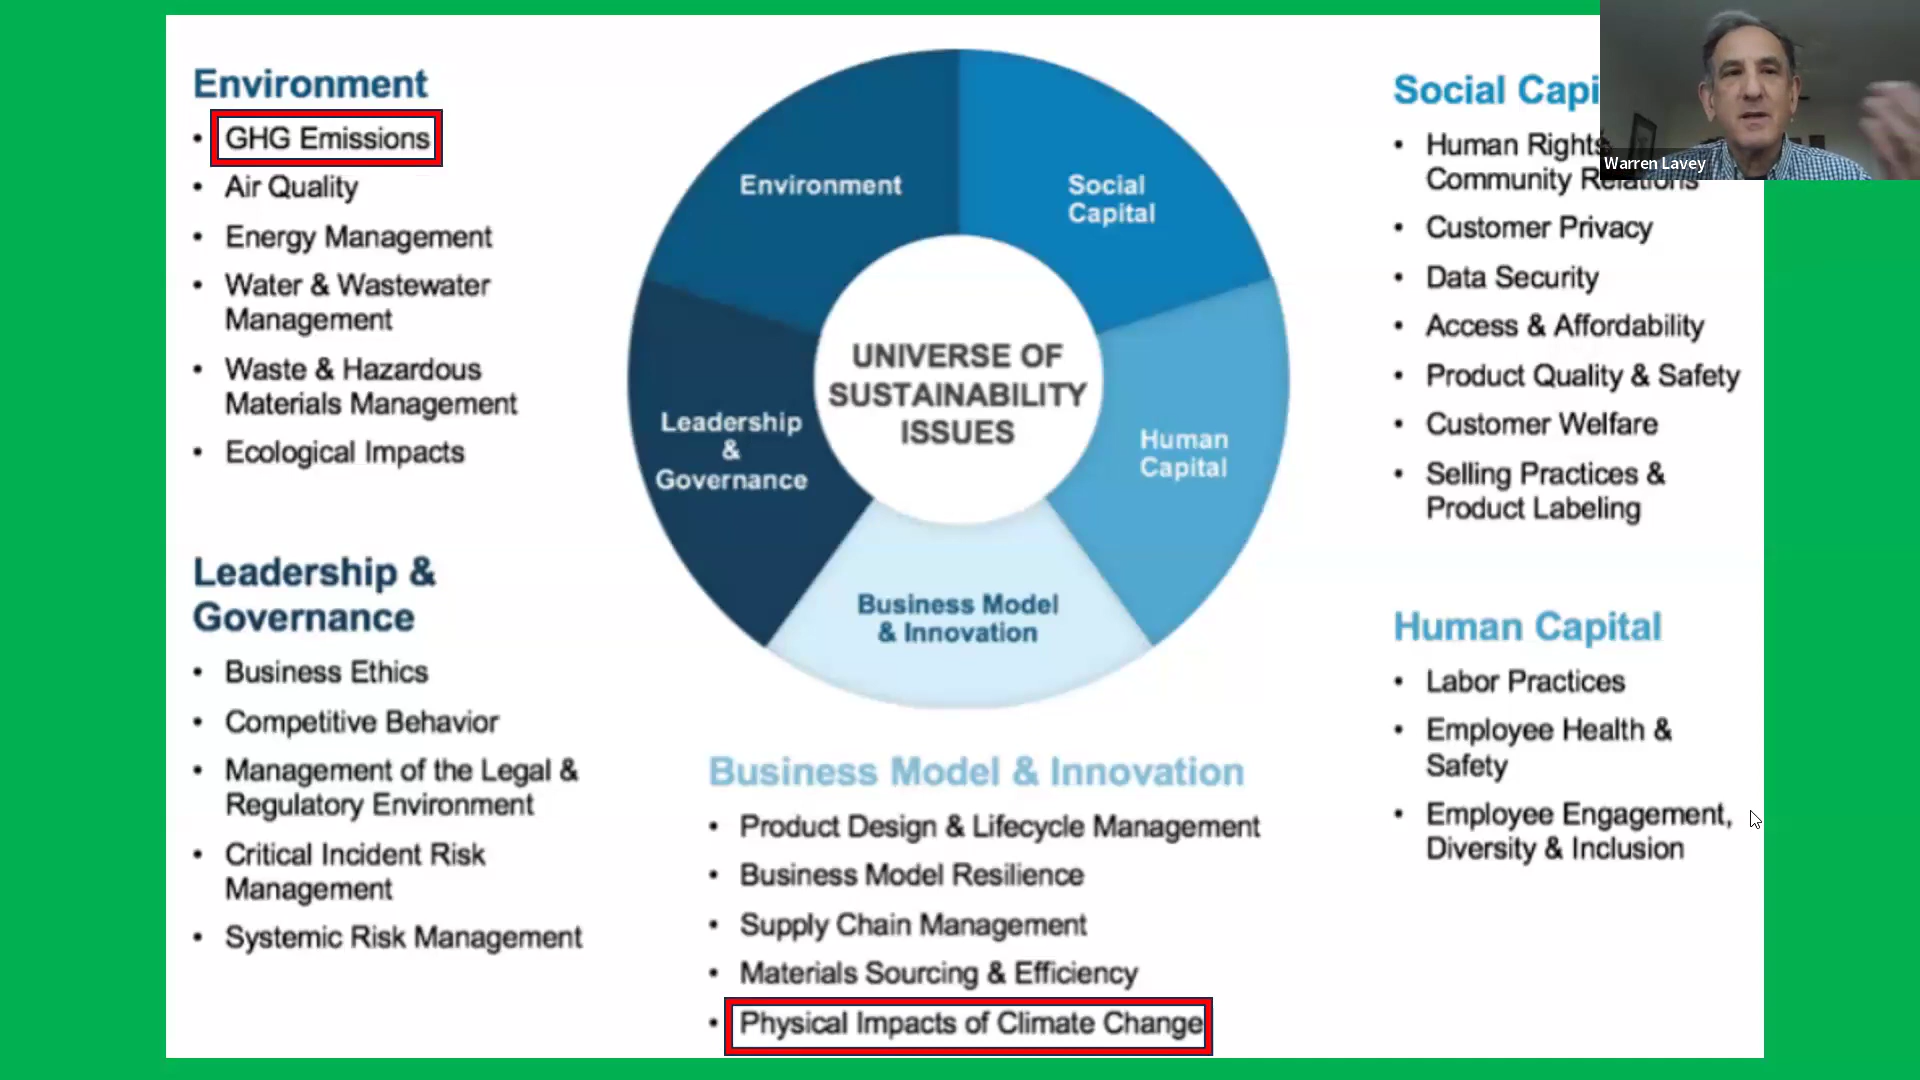 Environment
• GHG Emissions
• Air Quality
• Energy Management
• Water & Wastewater
Management
• Waste & Hazardous
Materials Management
• Ecological Impacts
Leadership &
Governance
• Business Ethics
• Competitive Behavior
• Management of the Legal &
Regulatory Environment
• Critical Incident Risk
Management
• Systemic Risk Management
Environment
Social
Capital
Leadership
&
Governance
UNIVERSE OF
SUSTAINABILITY
ISSUES
Human
Capital
Business Model
& Innovation
Business Model & Innovation
• Product Design & Lifecycle Management
• Business Model Resilience
• Supply Chain Management
• Materials Sourcing & Efficiency
• Physical Impacts of Climate Change
Social Capi
• Human Rights
Community Relations
• Customer Privacy
• Data Security
• Access & Affordability
• Product Quality & Safety
• Customer Welfare
• Selling Practices &
Product Labeling
Human Capital
• Labor Practices
• Employee Health &
Safety
• Employee Engagement,
Diversity & Inclusion
Warren Lavey